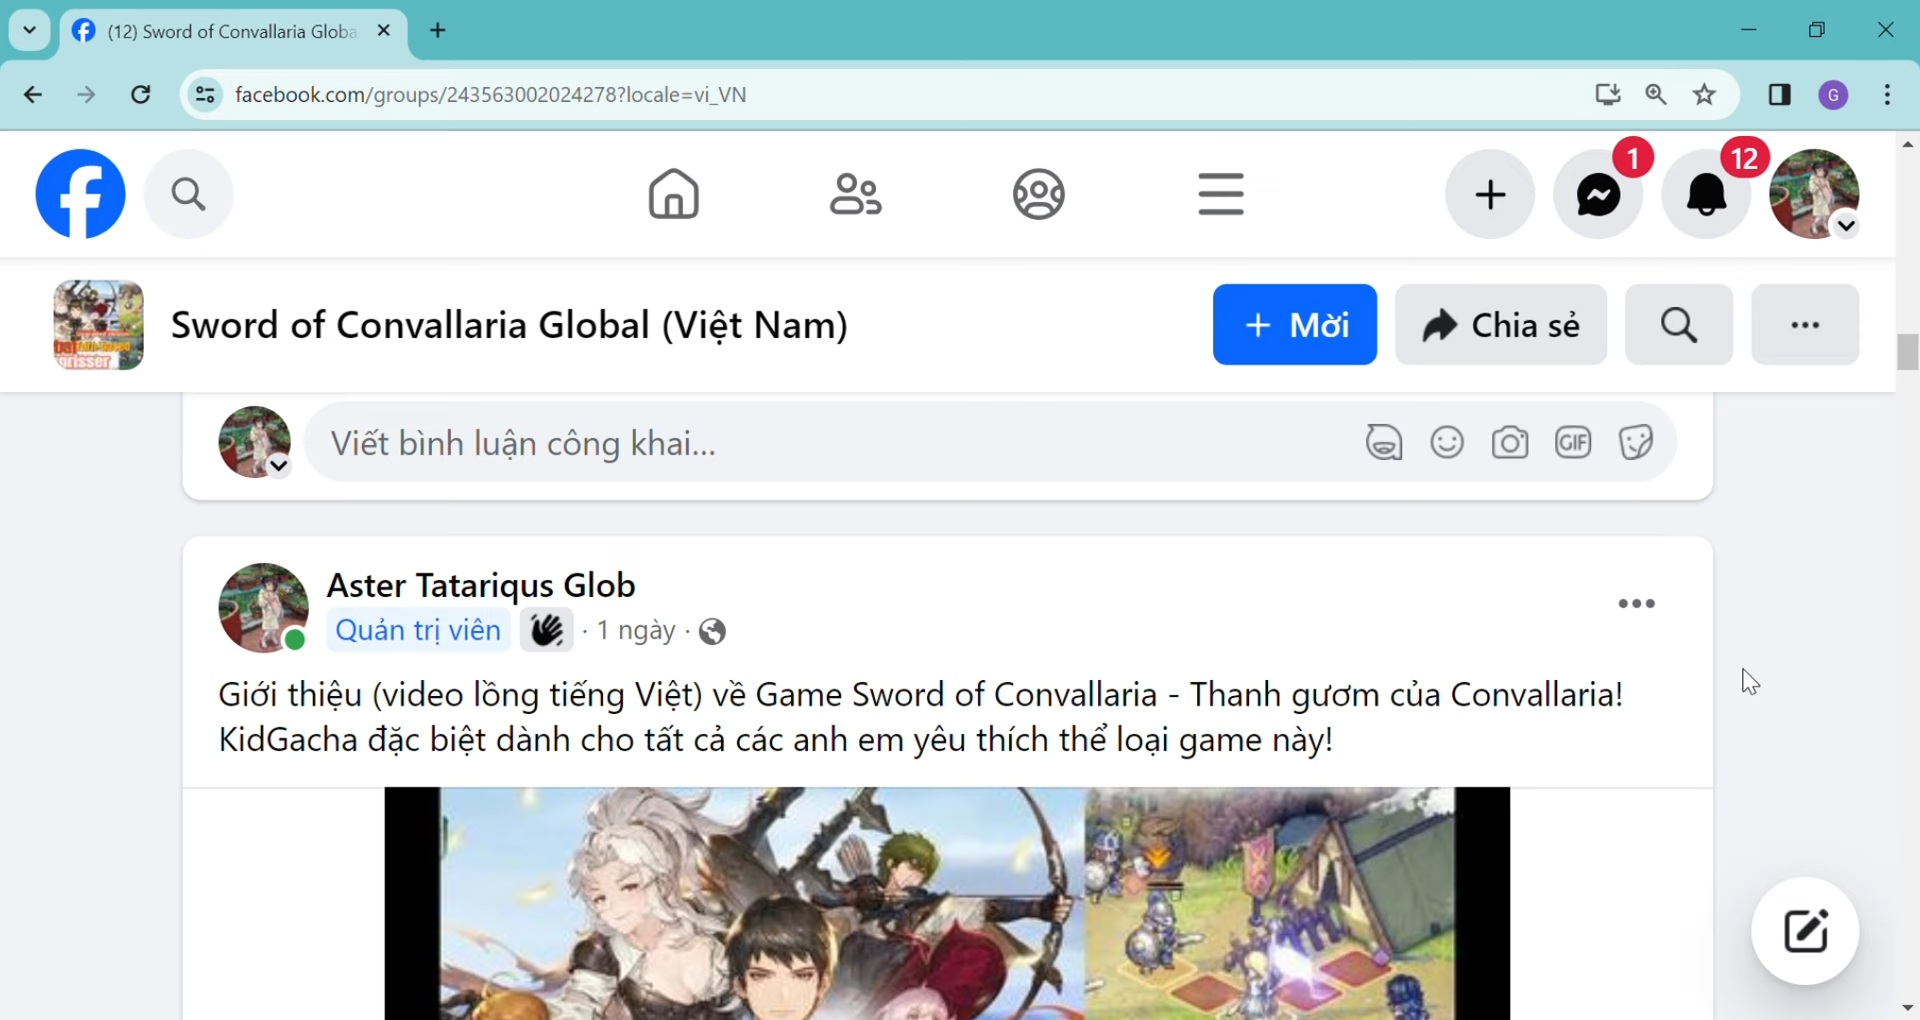 (12) Sword of Convallaria Globa
facebook.com/groups/243563002024278?locale=vi_VN
G
1
12
Sword of Convallaria Global (Việt Nam)
+ Mời
Chia sẻ
grisser
Viết bình luận công khai...
GIF
Aster Tatariqus Glob
Quản trị viên · 1 ngày ·
Giới thiệu (video lồng tiếng Việt) về Game Sword of Convallaria - Thanh gươm của Convallaria!
KidGacha đặc biệt dành cho tất cả các anh em yêu thích thể loại game này!